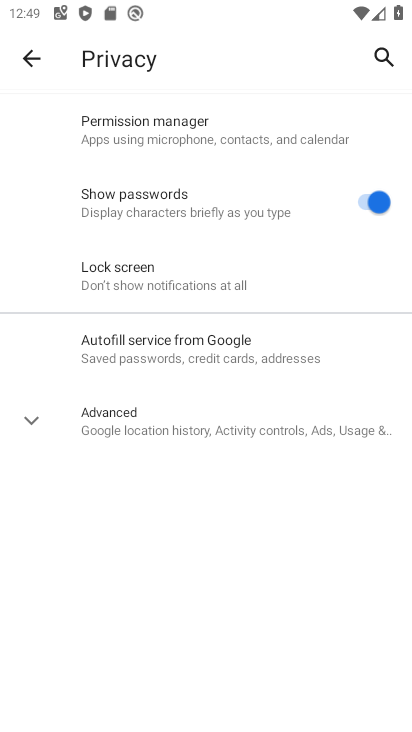 12:49
Privacy
Permission manager
Apps using microphone, contacts, and calendar
Show passwords
Display characters briefly as you type
Lock screen
Don't show notifications at all
Autofill service from Google
Saved passwords, credit cards, addresses
Advanced
Google location history, Activity controls, Ads, Usage &..